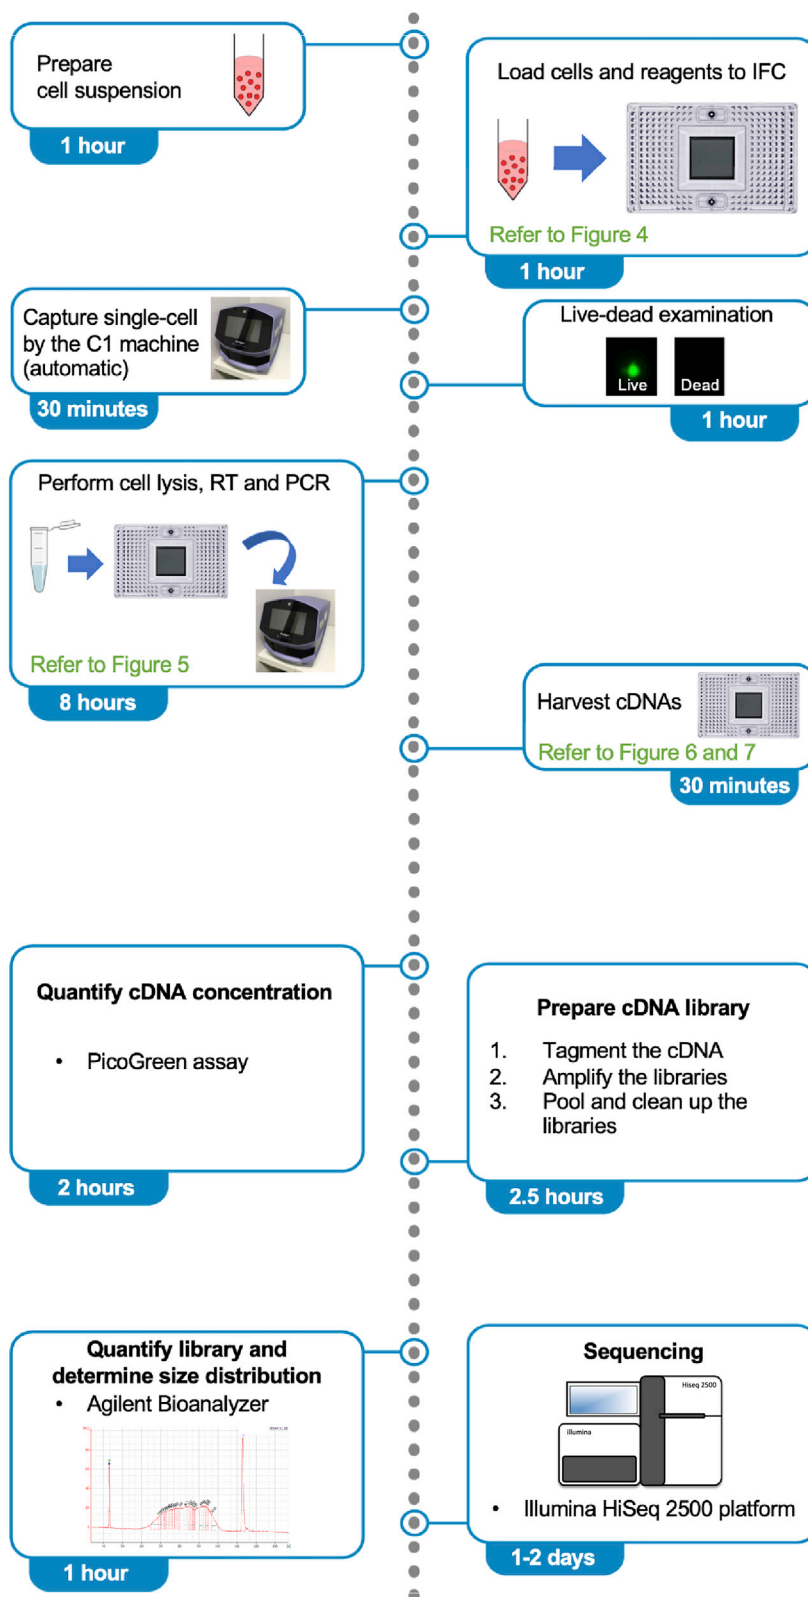 Prepare
cell suspension
1 hour
Load cells and reagents to IFC
Refer to Figure 4
1 hour
Capture single-cell
by the C1 machine
(automatic)
30 minutes
Live-dead examination
Live
Dead
1 hour
Perform cell lysis, RT and PCR
Refer to Figure 5
8 hours
Harvest cDNAs
Refer to Figure 6 and 7
30 minutes
Quantify cDNA concentration
• PicoGreen assay
2 hours
Prepare cDNA library
1. Tagment the cDNA
2. Amplify the libraries
3. Pool and clean up the
libraries
2.5 hours
Quantify library and
determine size distribution
• Agilent Bioanalyzer
1 hour
Sequencing
Hiseq 2500
illumina
• Illumina HiSeq 2500 platform
1-2 days